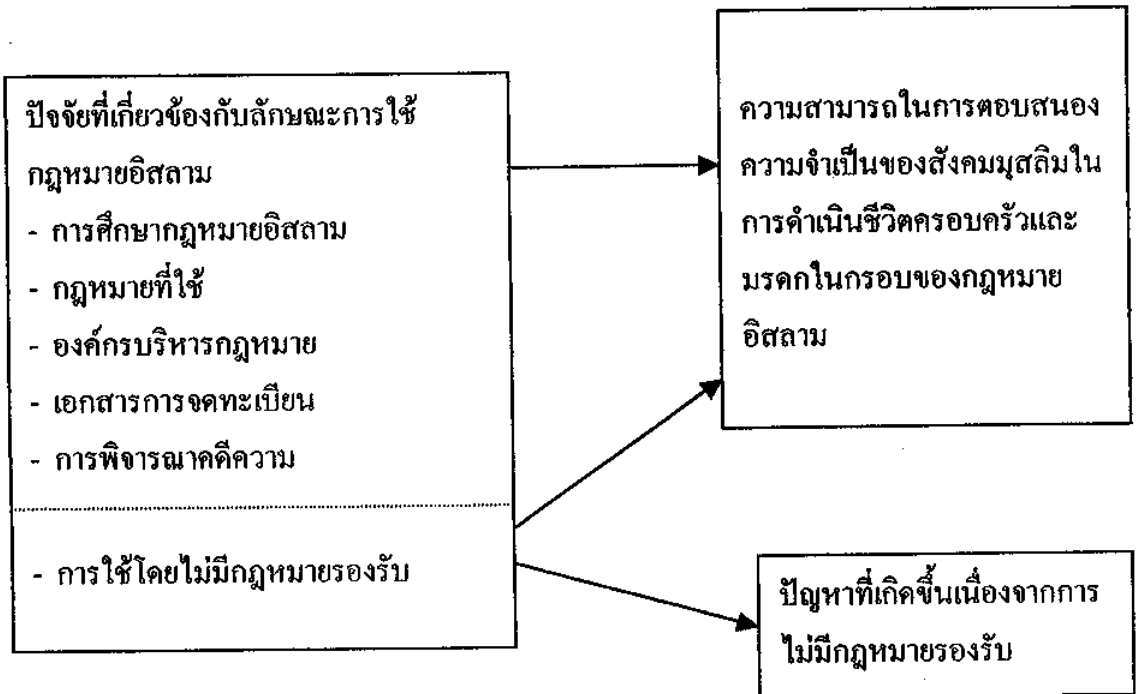 ปัจจัยที่เกี่ยวข้องกับลักษณะการใช้
กฎหมายอิสลาม
- การศึกษากฎหมายอิสลาม
- กฎหมายที่ใช้
- องค์กรบริหารกฎหมาย
- เอกสารการจดทะเบียน
- การพิจารณาคดีความ
- การใช้โดยไม่มีกฎหมายรองรับ
ความสามารถในการตอบสนอง
ความจำเป็นของสังคมมุสลิมใน
การดำเนินชีวิตครอบครัวและ
มรดกในกรอบของกฎหมาย
อิสลาม
ปัญหาที่เกิดขึ้นเนื่องจากการ
ไม่มีกฎหมายรองรับ